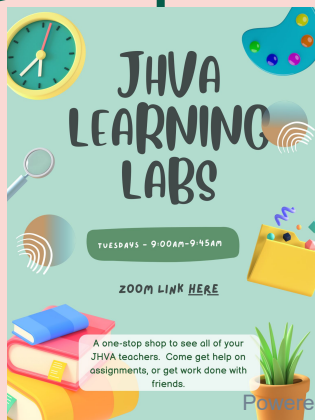 JHVA
LEARNING
LABS
TUESDAYS - 9:00AM-9:45AM
ZOOM LINK HERE
A one-stop shop to see all of your
JHVA teachers. Come get help on
assignments, or get work done with
friends.
Powere